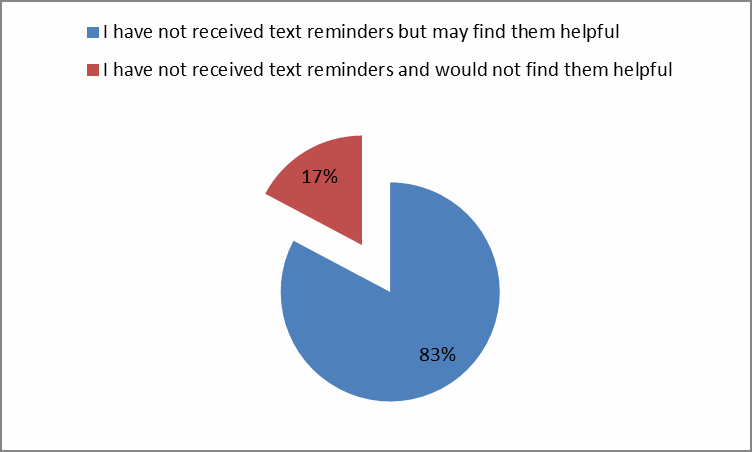 I have not received text reminders but may find them helpful
I have not received text reminders and would not find them helpful
17%
83%